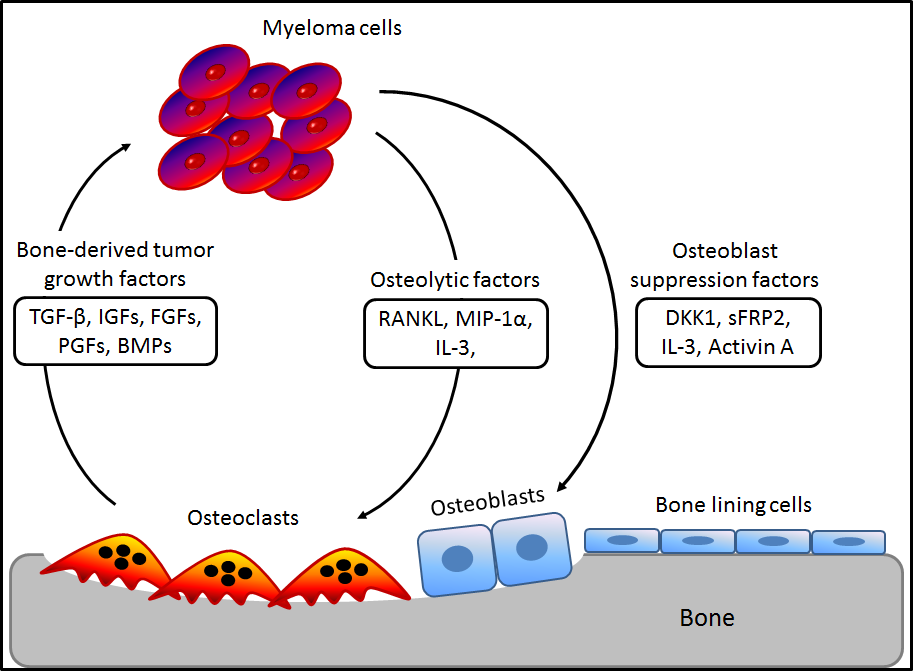 Myeloma cells
Bone-derived tumor
growth factors
TGF-β, IGFs, FGFs,
PGFs, BMPs
Osteolytic factors
RANKL, MIP-1α,
IL-3,
Osteoblast
suppression factors
DKK1, sFRP2,
IL-3, Activin A
Osteoclasts
Osteoblasts
Bone lining cells
Bone